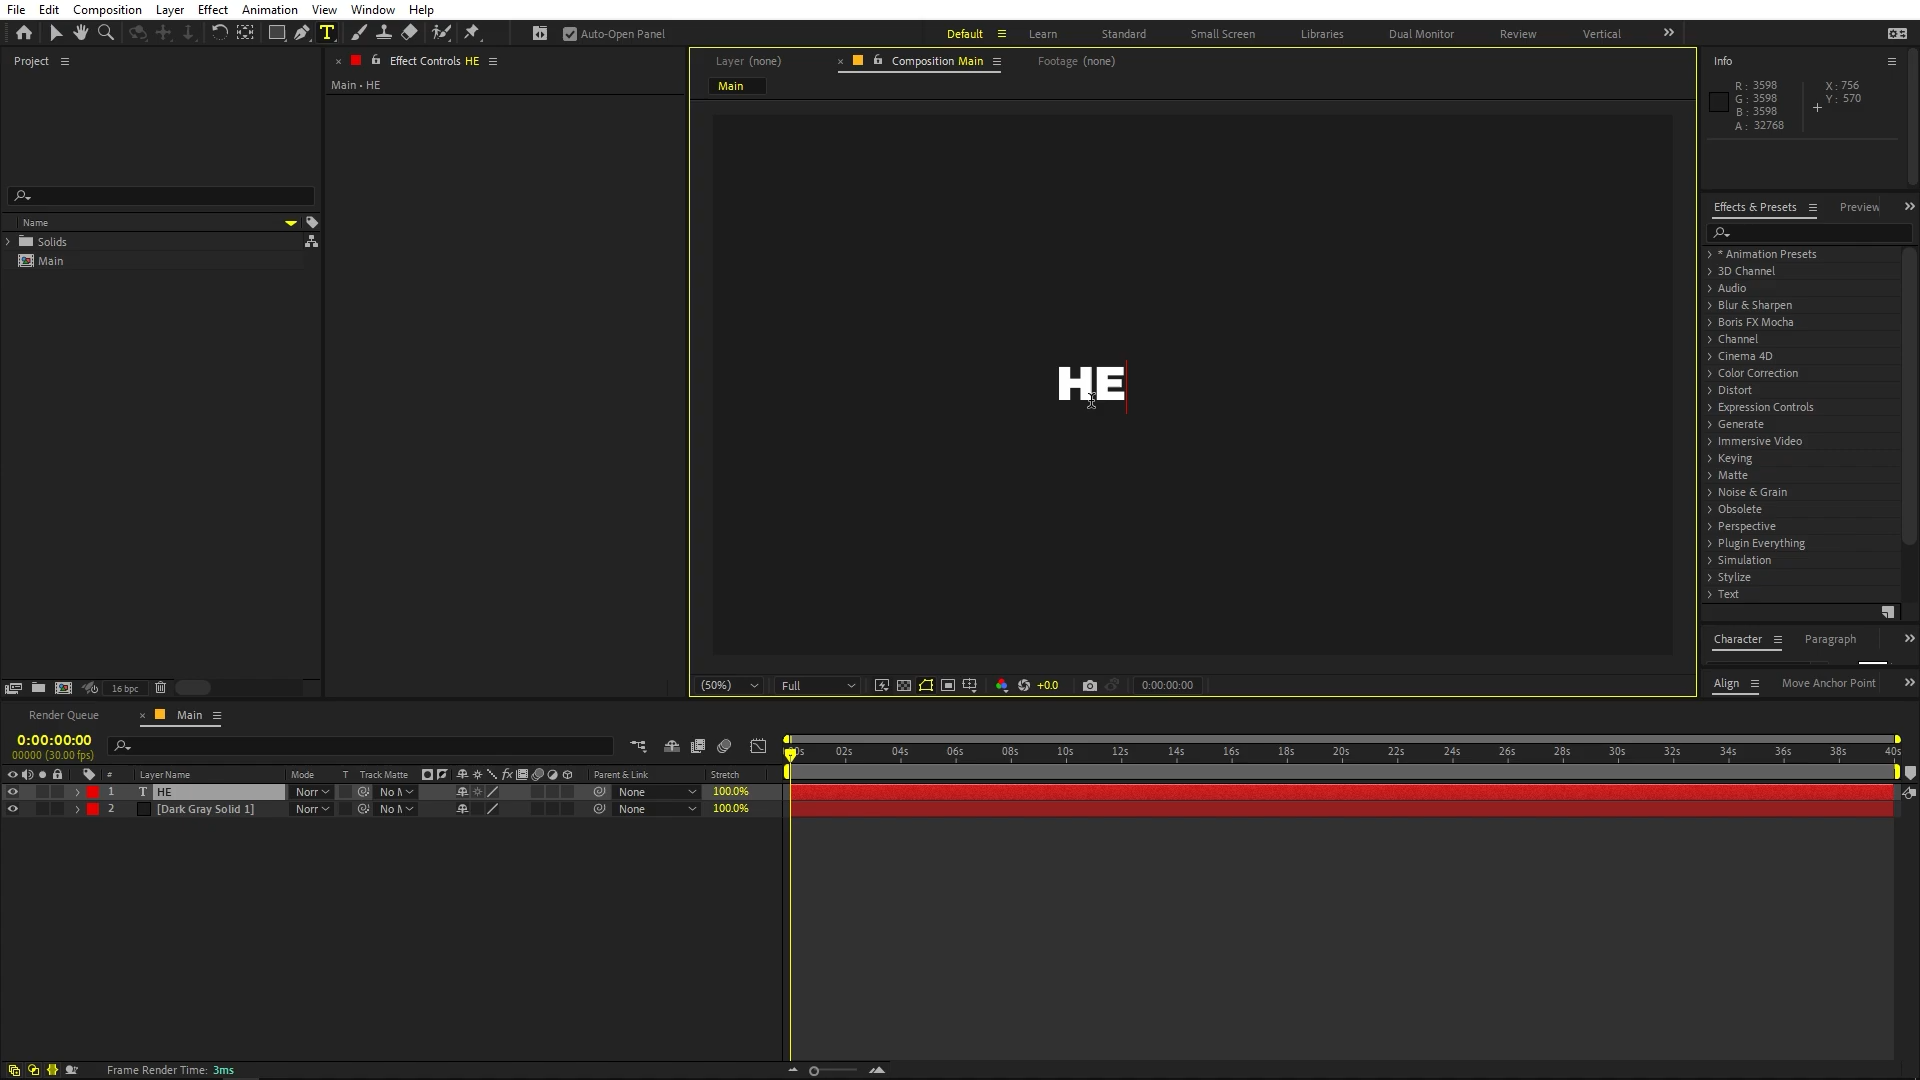 File Edit Composition Layer Effect Animation View Window Help
Auto-Open Panel
Default Learn Standard Small Screen Libraries Dual Monitor Review Vertical
Project
Effect Controls HE
Main • HE
Layer (none)
Composition Main
Footage (none)
Main
Info
R: 3598
G: 3598
B: 3598
A: 32768
X: 756
Y: 570
Name
Solids
Main
HE
Effects & Presets
Preview
* Animation Presets
3D Channel
Audio
Blur & Sharpen
Boris FX Mocha
Channel
Cinema 4D
Color Correction
Distort
Expression Controls
Generate
Immersive Video
Keying
Matte
Noise & Grain
Obsolete
Perspective
Plugin Everything
Simulation
Stylize
Text
Character
Paragraph
Align
Move Anchor Point
16 bpc
(50%)
Full
+0.0
0:00:00:00
Render Queue
Main
0:00:00:00
00000 (30.00 fps)
:00s 02s 04s 06s 08s 10s 12s 14s 16s 18s 20s 22s 24s 26s 28s 30s 32s 34s 36s 38s 40s
# Layer Name Mode T Track Matte fx Parent & Link Stretch
1 T HE Norr No M None 100.0%
2 [Dark Gray Solid 1] Norr No M None 100.0%
Frame Render Time: 3ms